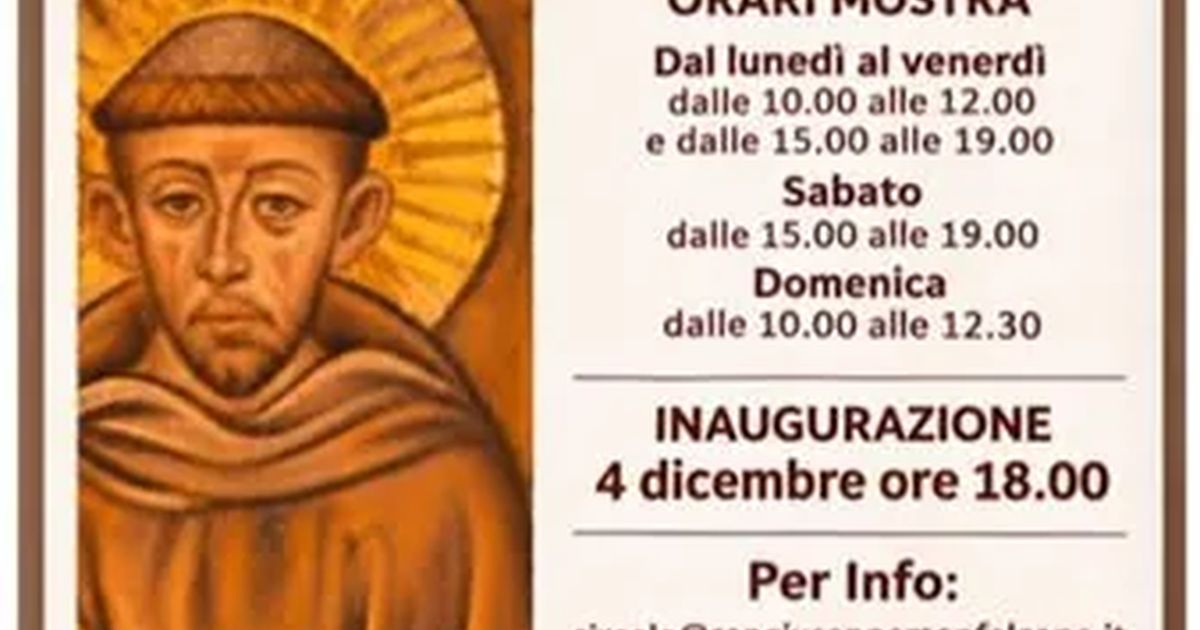 ORARI MOSTRA
Dal lunedì al venerdì
dalle 10.00 alle 12.00
e dalle 15.00 alle 19.00
Sabato
dalle 15.00 alle 19.00
Domenica
dalle 10.00 alle 12.30
INAUGURAZIONE
4 dicembre ore 18.00
Per Info: